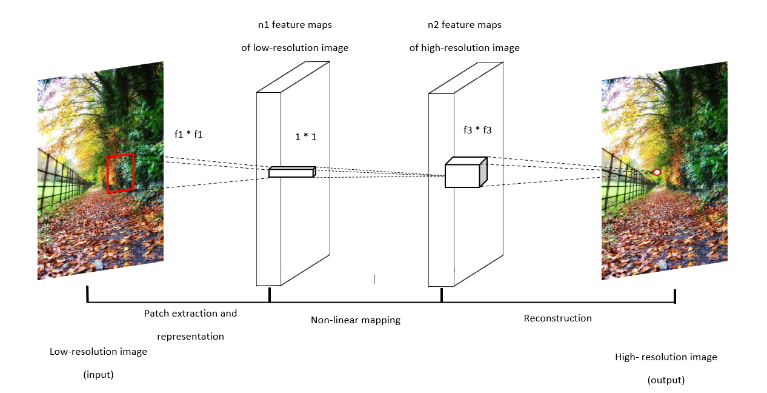 n1 feature maps
of low-resolution image
n2 feature maps
of high-resolution image
f1 * f1
1 * 1
f3 * f3
Patch extraction and
representation
Non-linear mapping
Reconstruction
Low-resolution image
(input)
High- resolution image
(output)